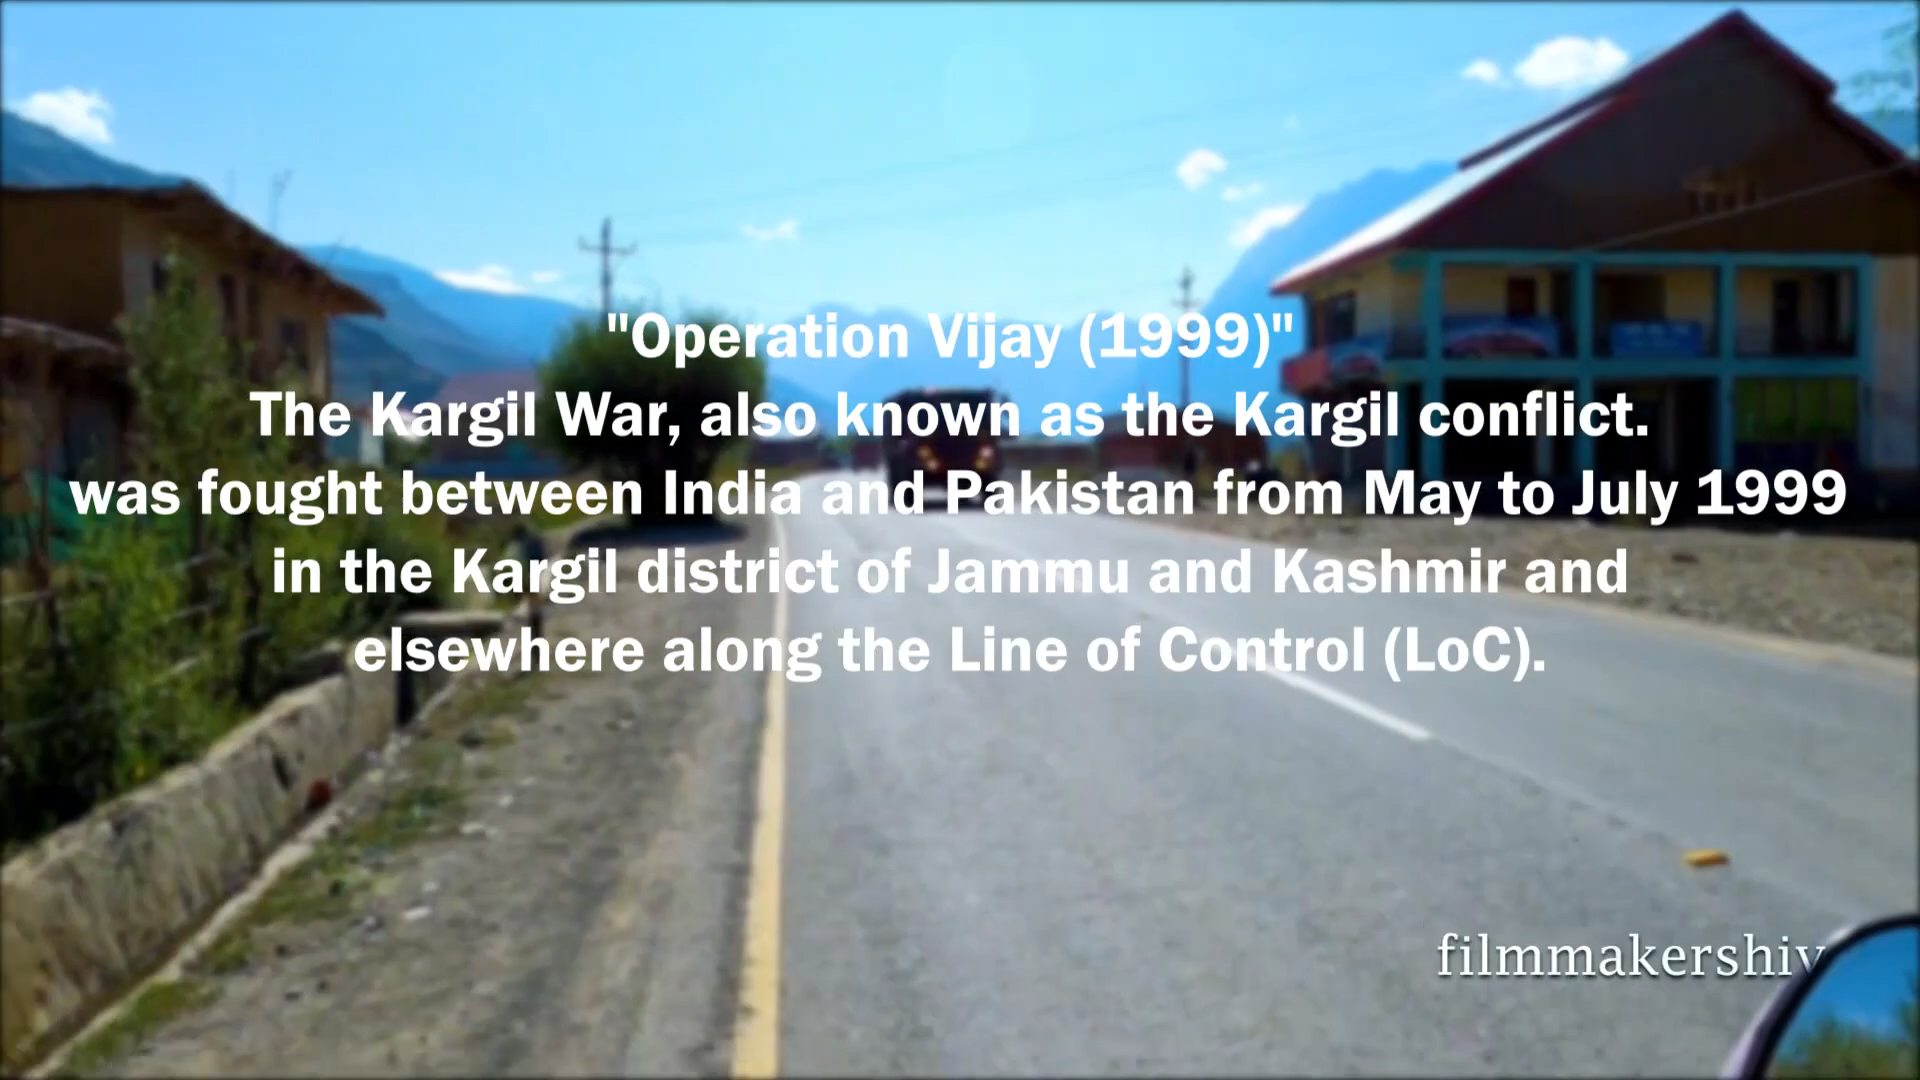 "Operation Vijay (1999)"
The Kargil War, also known as the Kargil conflict.
was fought between India and Pakistan from May to July 1999
in the Kargil district of Jammu and Kashmir and
elsewhere along the Line of Control (LoC).
filmmakershiv